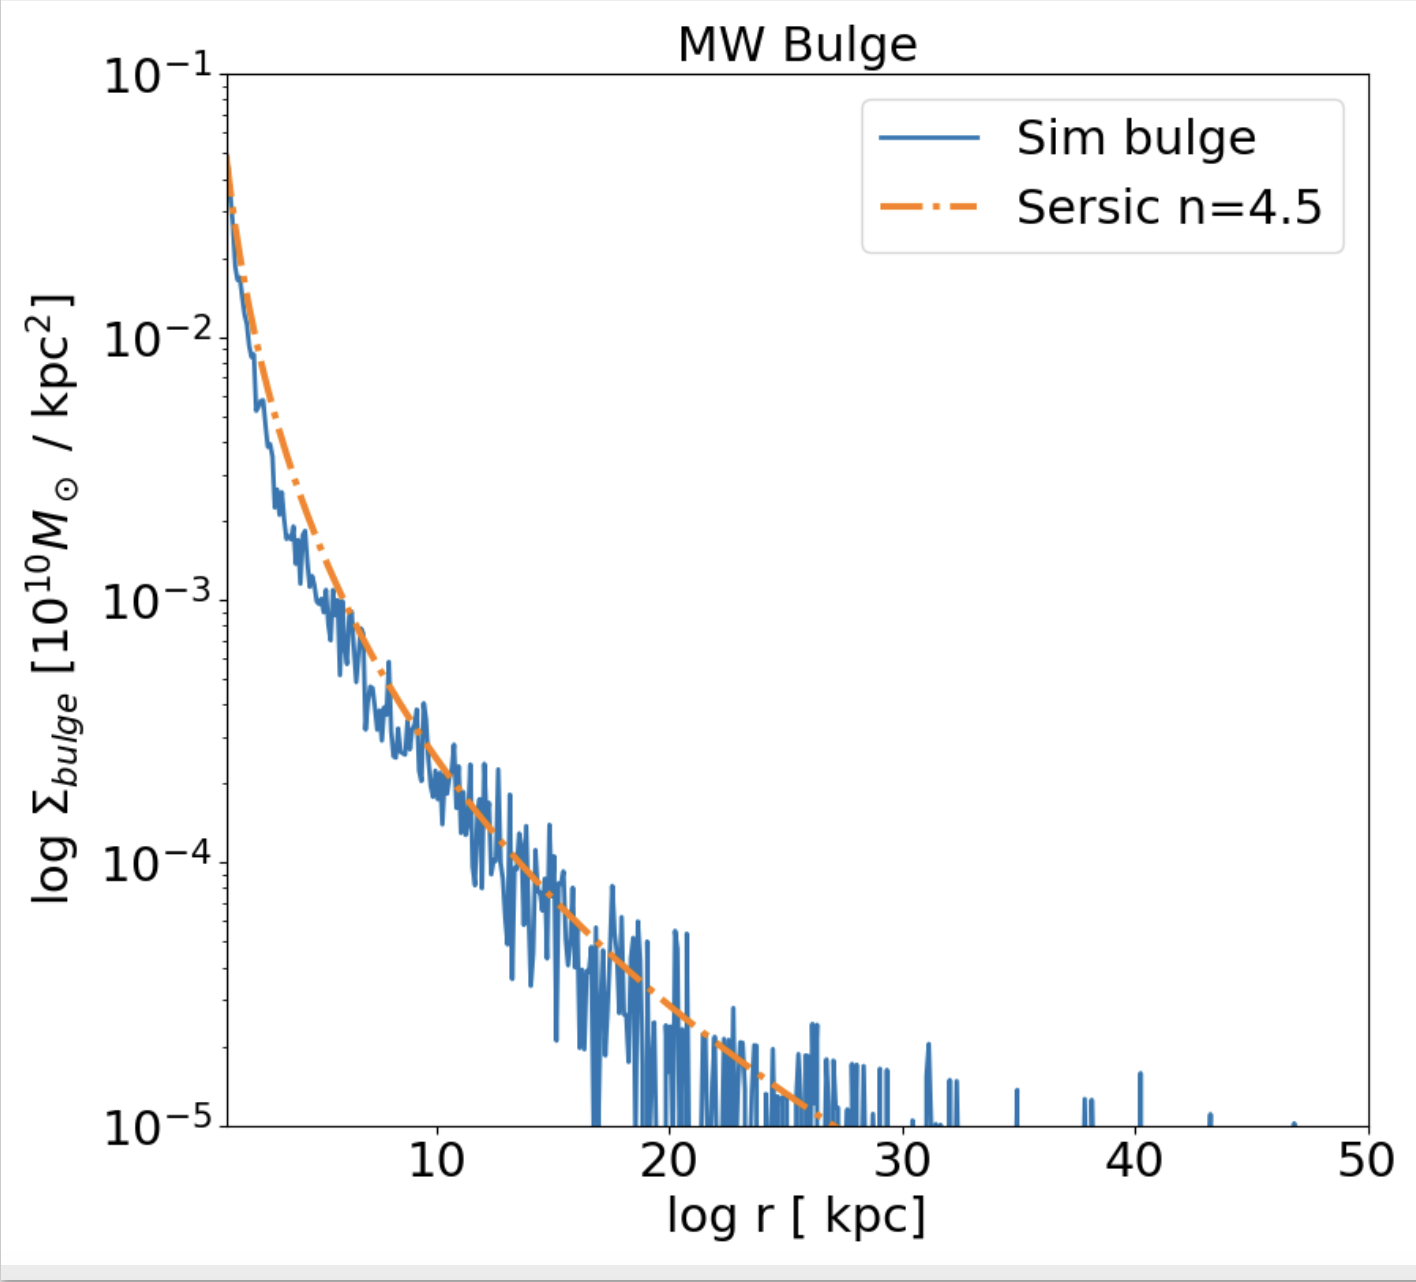 MW Bulge
Sim bulge
Sersic n=4.5
log Σ_bulge [10^10 M_⊙ / kpc^2]
10^−1
10^−2
10^−3
10^−4
10^−5
10 20 30 40 50
log r [ kpc]